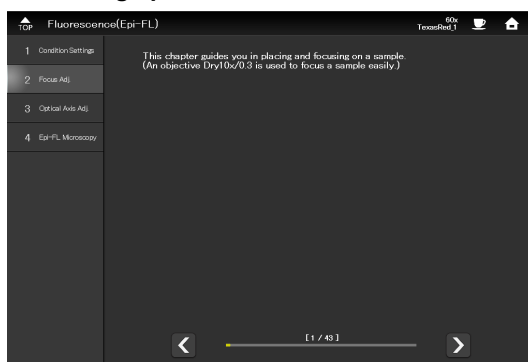 TOP
Fluorescence(Epi-FL)
60x
TexasRed_1
1 Condition Settings
2 Focus Adj.
3 Optical Axis Adj.
4 Epi-FL Microscopy
This chapter guides you in placing and focusing on a sample.
(An objective Dry10x/0.3 is used to focus a sample easily.)
[ 1 / 43 ]